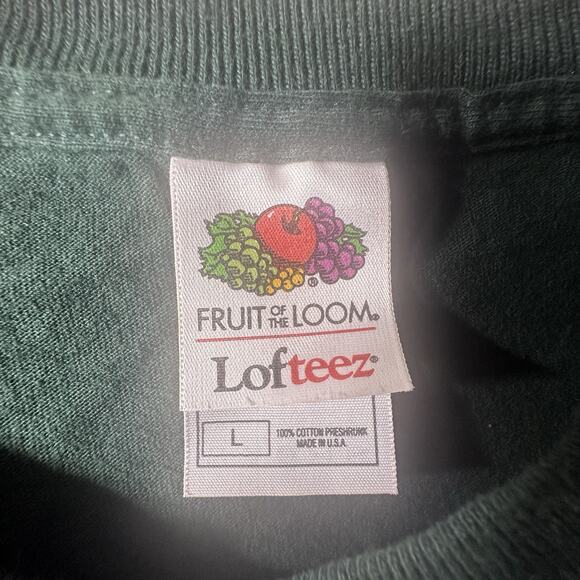 FRUIT OF THE LOOM®
Lofteez®
L
100% COTTON PRESHRUNK
MADE IN U.S.A.